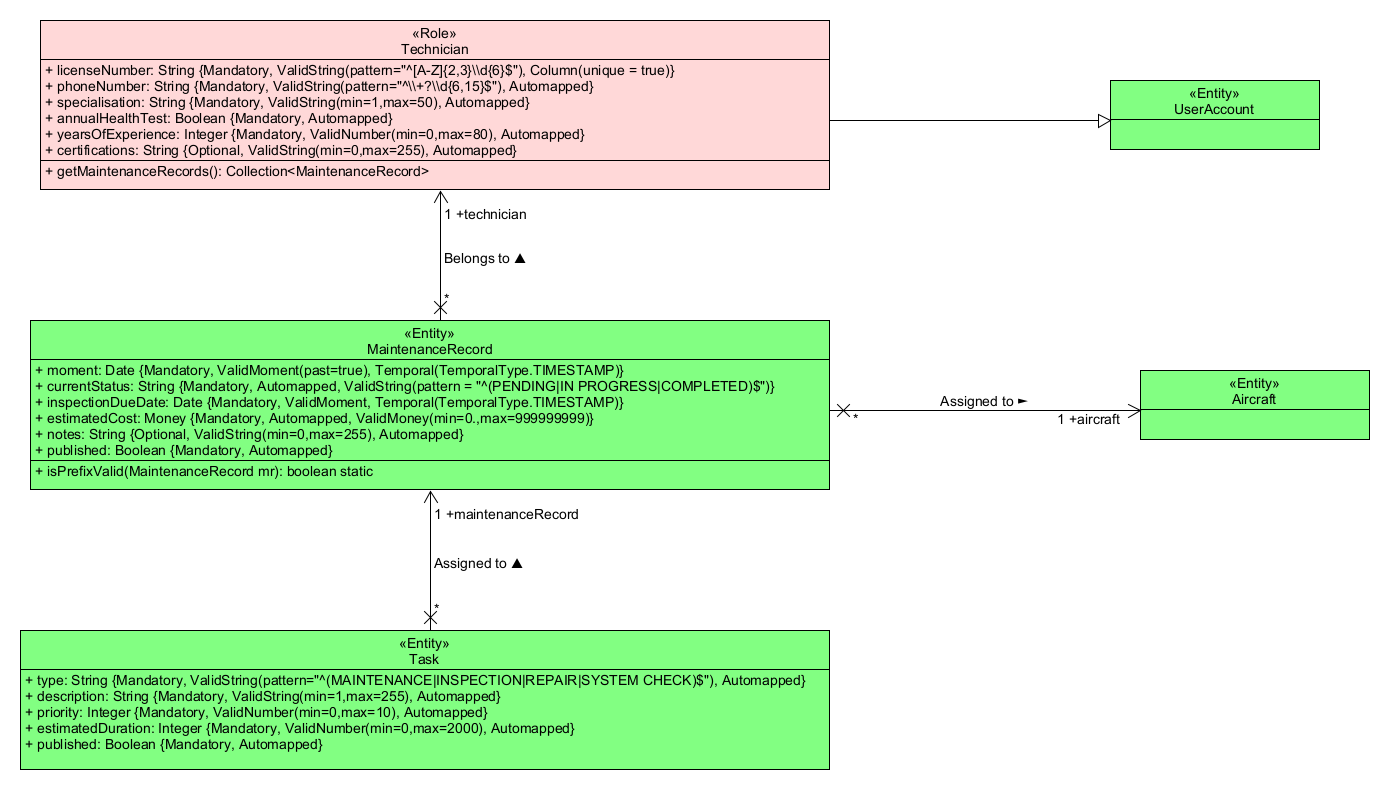 «Role»
Technician
+ licenseNumber: String {Mandatory, ValidString(pattern="^[A-Z]{2,3}\\d{6}$"), Column(unique = true)}
+ phoneNumber: String {Mandatory, ValidString(pattern="^\\+?\\d{6,15}$"), Automapped}
+ specialisation: String {Mandatory, ValidString(min=1,max=50), Automapped}
+ annualHealthTest: Boolean {Mandatory, Automapped}
+ yearsOfExperience: Integer {Mandatory, ValidNumber(min=0,max=80), Automapped}
+ certifications: String {Optional, ValidString(min=0,max=255), Automapped}
+ getMaintenanceRecords(): Collection<MaintenanceRecord>
«Entity»
UserAccount
1 +technician
Belongs to ▲
*
«Entity»
MaintenanceRecord
+ moment: Date {Mandatory, ValidMoment(past=true), Temporal(TemporalType.TIMESTAMP)}
+ currentStatus: String {Mandatory, Automapped, ValidString(pattern = "^(PENDING|IN PROGRESS|COMPLETED)$")}
+ inspectionDueDate: Date {Mandatory, ValidMoment, Temporal(TemporalType.TIMESTAMP)}
+ estimatedCost: Money {Mandatory, Automapped, ValidMoney(min=0.,max=999999999)}
+ notes: String {Optional, ValidString(min=0,max=255), Automapped}
+ published: Boolean {Mandatory, Automapped}
+ isPrefixValid(MaintenanceRecord mr): boolean static
Assigned to ►
*
1 +aircraft
«Entity»
Aircraft
1 +maintenanceRecord
Assigned to ▲
*
«Entity»
Task
+ type: String {Mandatory, ValidString(pattern="^(MAINTENANCE|INSPECTION|REPAIR|SYSTEM CHECK)$"), Automapped}
+ description: String {Mandatory, ValidString(min=1,max=255), Automapped}
+ priority: Integer {Mandatory, ValidNumber(min=0,max=10), Automapped}
+ estimatedDuration: Integer {Mandatory, ValidNumber(min=0,max=2000), Automapped}
+ published: Boolean {Mandatory, Automapped}